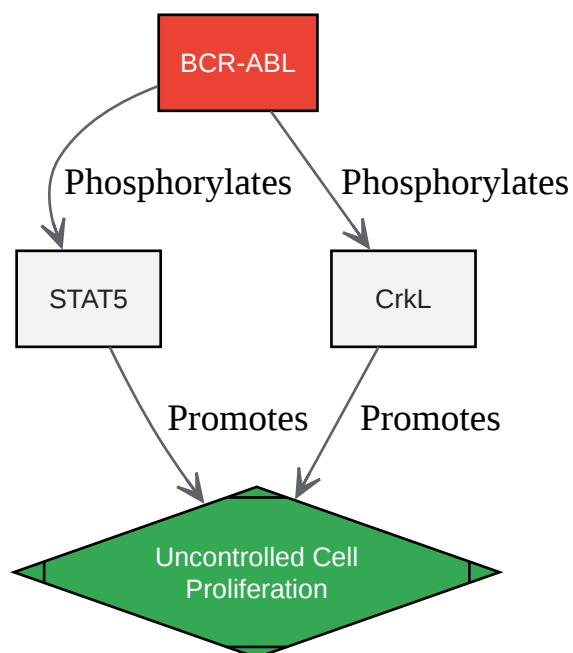 BCR-ABL
Phosphorylates
Phosphorylates
STAT5
CrkL
Promotes
Promotes
Uncontrolled Cell
Proliferation